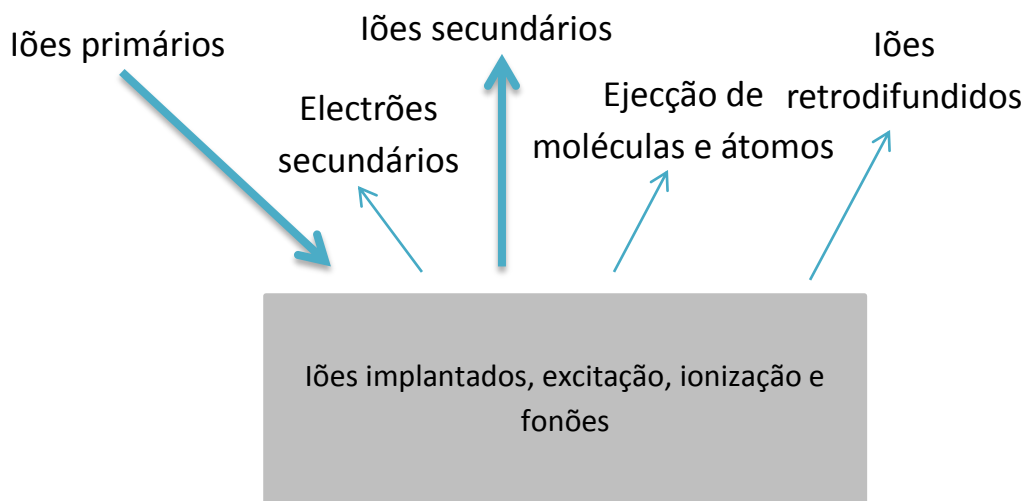 Iões primários
Iões secundários
Electrões
secundários
Ejecção de
moléculas e átomos
Iões
retrodifundidos
Iões implantados, excitação, ionização e
fonões